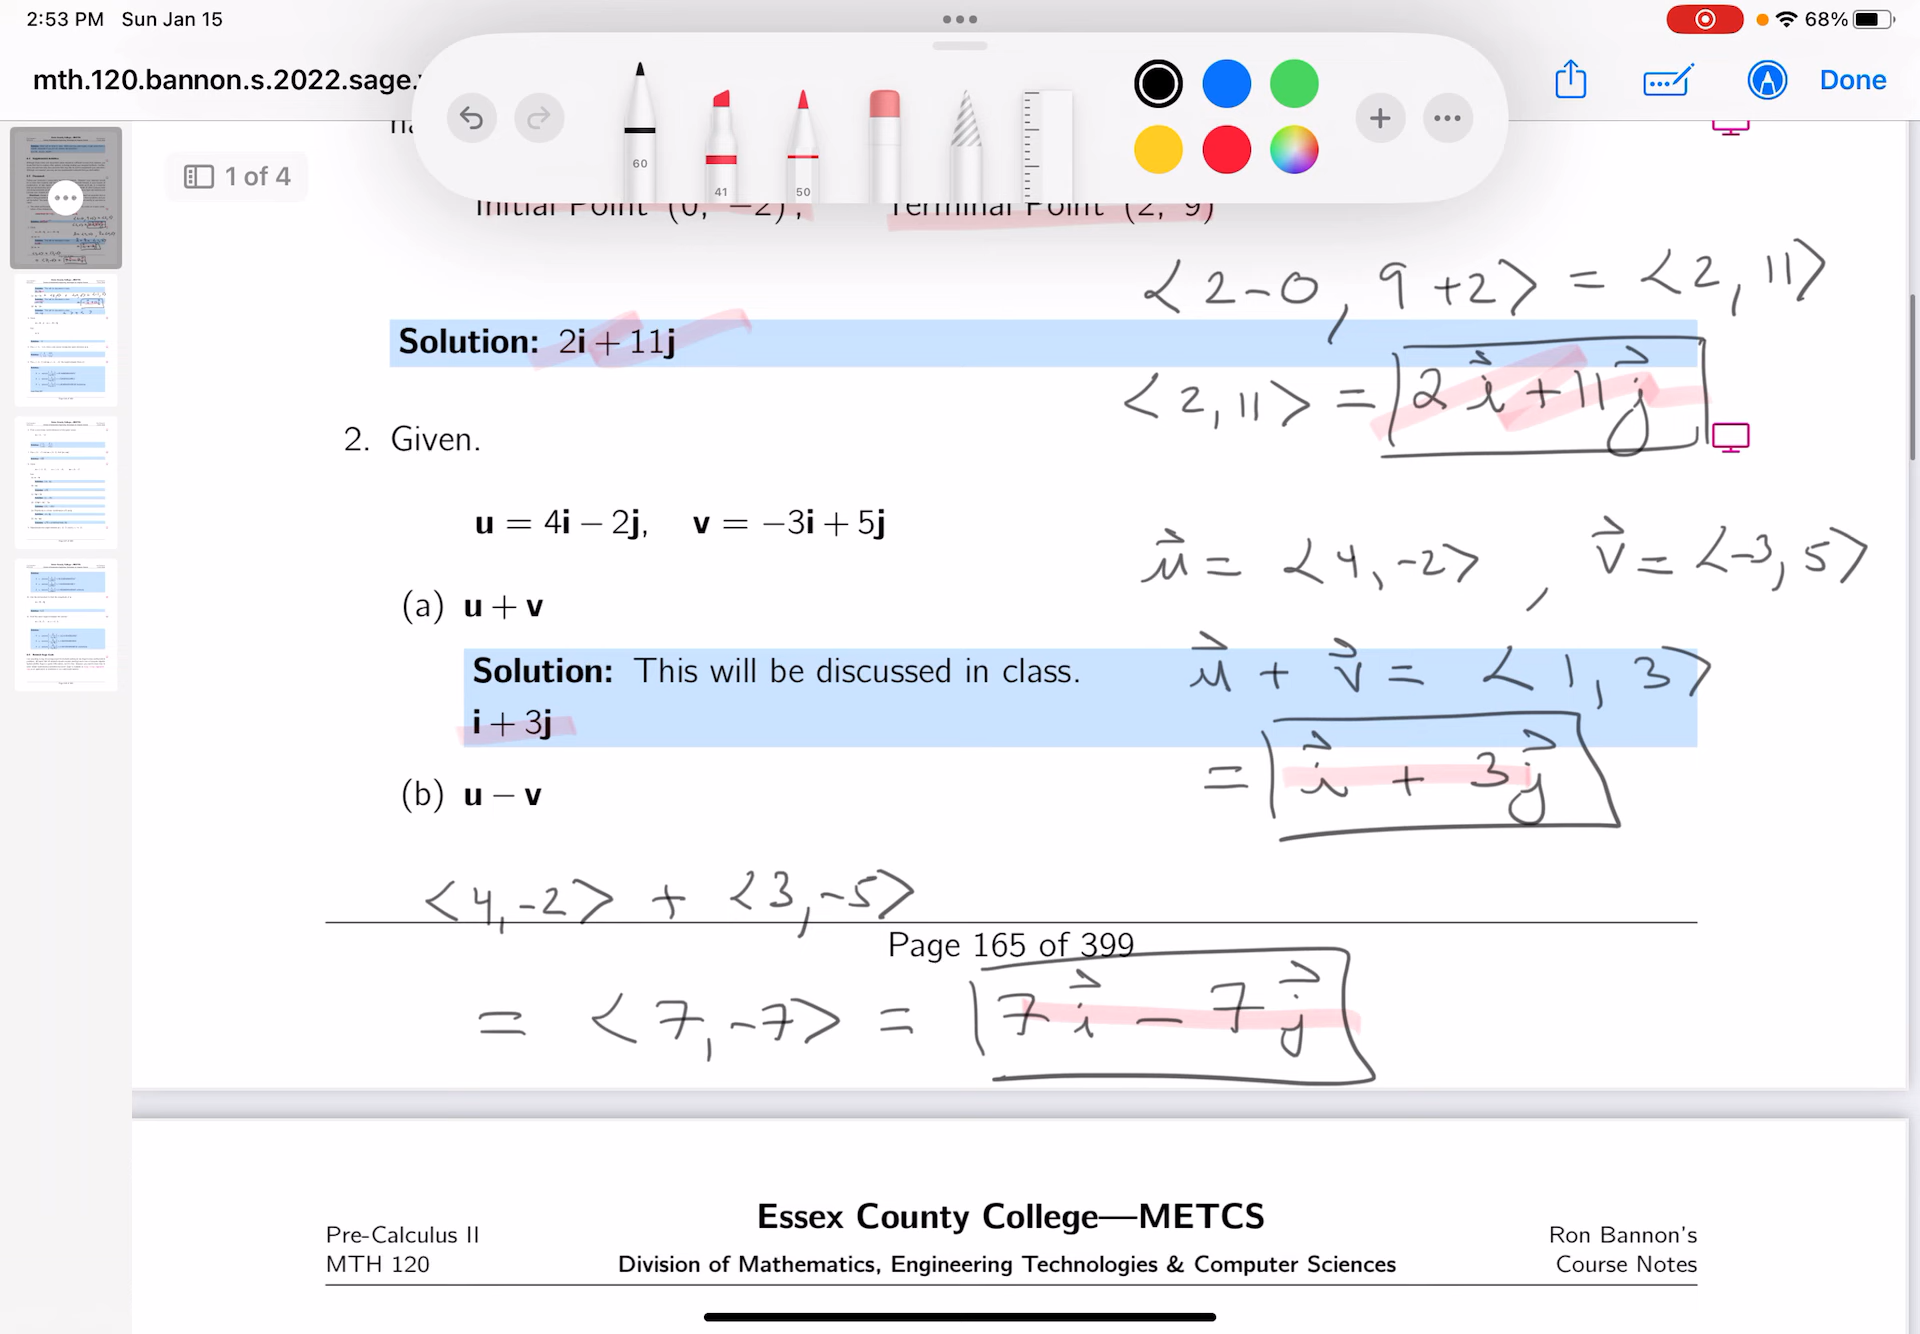 2:53 PM Sun Jan 15
68%
mth.120.bannon.s.2022.sage.
Done
60
41
50
1 of 4
Initial Point (0, −2), Terminal Point (2, 9)
<2-0, 9+2> = <2, 11>
Solution: 2i + 11j
<2, 11> = 2i + 11j
2. Given.
u = 4i − 2j, v = −3i + 5j
u = <4, -2>, v = <-3, 5>
(a) u + v
Solution: This will be discussed in class.
i + 3j
u + v = <1, 3>
= i + 3j
(b) u − v
<4, -2> + <3, -5>
Page 165 of 399
= <7, -7> = 7i - 7j
Essex County College—METCS
Pre-Calculus II
MTH 120
Division of Mathematics, Engineering Technologies & Computer Sciences
Ron Bannon's
Course Notes